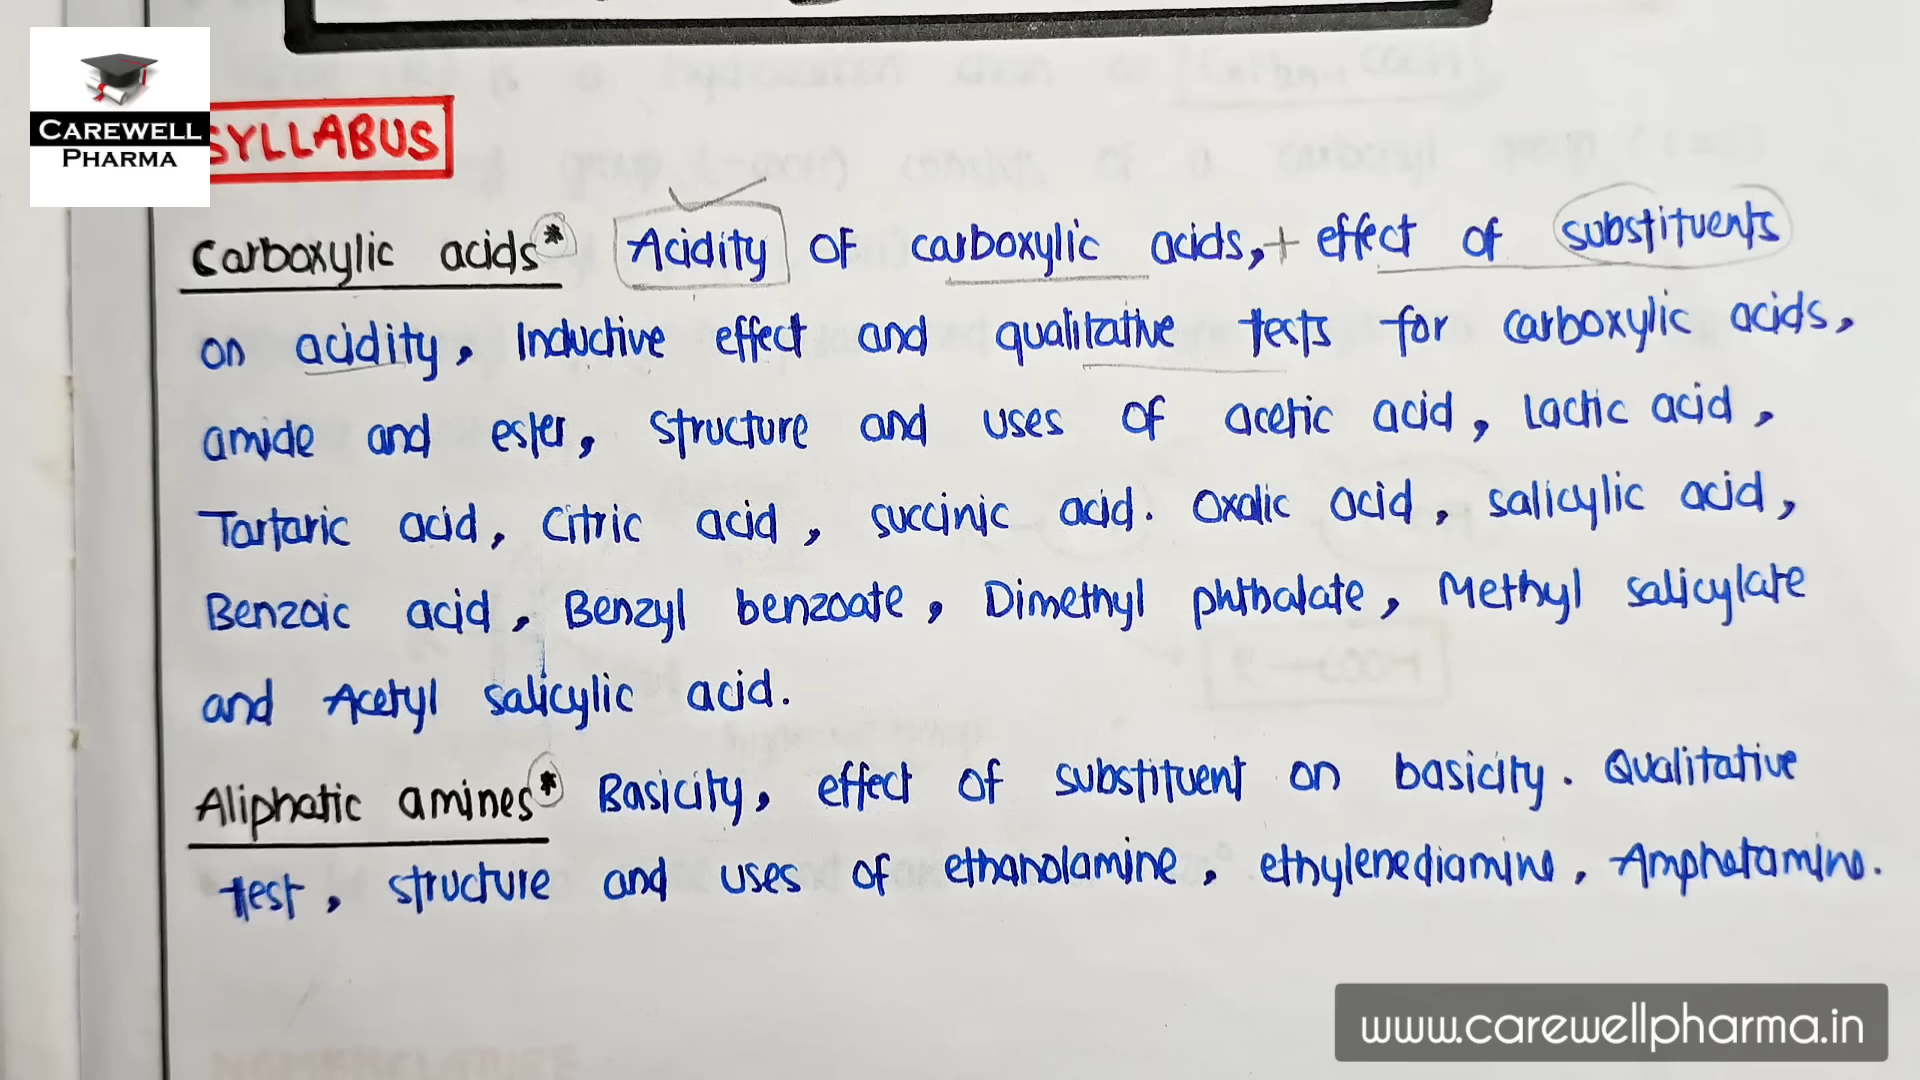 CAREWELL
PHARMA
SYLLABUS
Carboxylic acids* Acidity of carboxylic acids, + effect of substituents
on acidity, Inductive effect and qualitative tests for carboxylic acids,
amide and ester, structure and uses of acetic acid, Lactic acid,
Tartaric acid, citric acid, succinic acid. Oxalic acid, salicylic acid,
Benzoic acid, Benzyl benzoate, Dimethyl phthalate, Methyl salicylate
and Acetyl salicylic acid.
Aliphatic amines* Basicity, effect of substituent on basicity. Qualitative
test, structure and uses of ethanolamine, ethylenediamine, Amphetamine.
www.carewellpharma.in